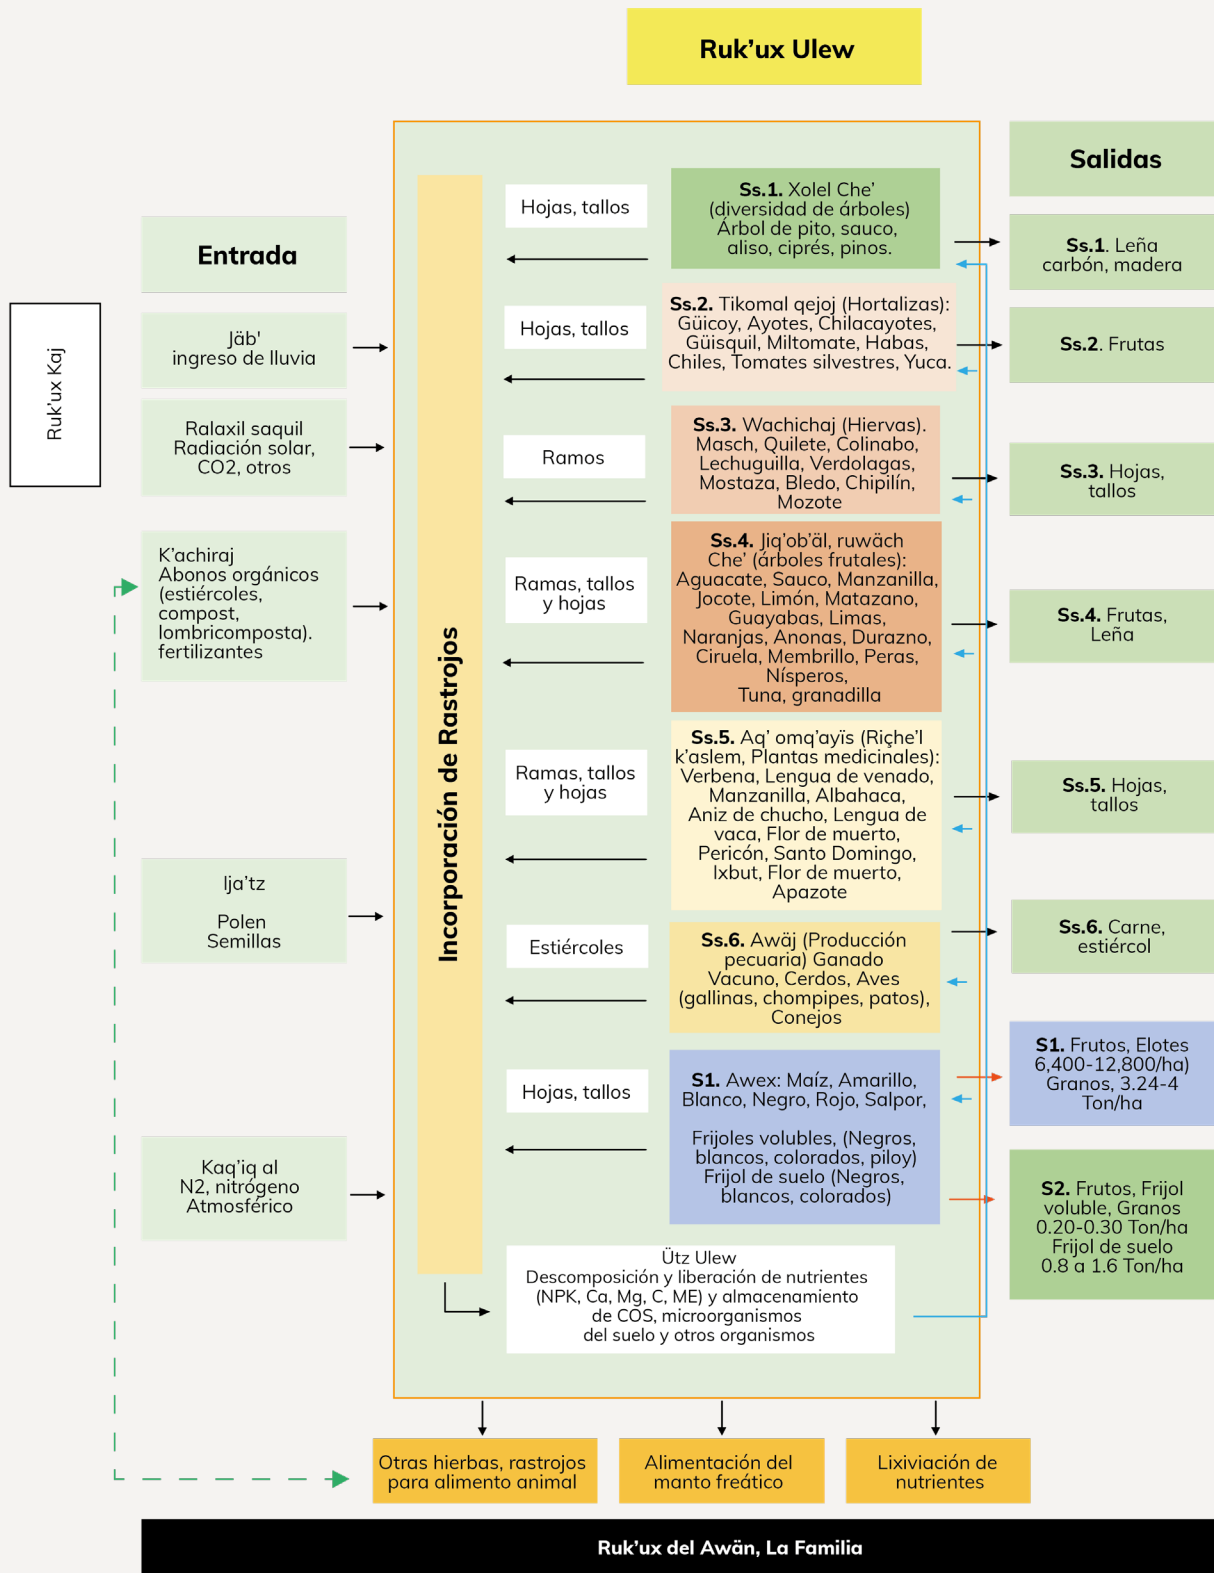 Ruk'ux Ulew
Ruk'ux Kaj
Entrada
Jäb'
ingreso de lluvia
Ralaxil saquil
Radiación solar,
CO2, otros
K'achiraj
Abonos orgánicos
(estiércoles,
compost,
lombricomposta).
fertilizantes
Ija'tz
Polen
Semillas
Kaq'iq al
N2, nitrógeno
Atmosférico
Incorporación de Rastrojos
Hojas, tallos
Hojas, tallos
Ramos
Ramas, tallos
y hojas
Ramas, tallos
y hojas
Estiércoles
Hojas, tallos
Ss.1. Xolel Che'
(diversidad de árboles)
Árbol de pito, sauco,
aliso, ciprés, pinos.
Ss.2. Tikomal qejoj (Hortalizas):
Güicoy, Ayotes, Chilacayotes,
Güisquil, Miltomate, Habas,
Chiles, Tomates silvestres, Yuca.
Ss.3. Wachichaj (Hiervas).
Masch, Quilete, Colinabo,
Lechuguilla, Verdolagas,
Mostaza, Bledo, Chipilín,
Mozote
Ss.4. Jiq'ob'äl, ruwäch
Che' (árboles frutales):
Aguacate, Sauco, Manzanilla,
Jocote, Limón, Matazano,
Guayabas, Limas,
Naranjas, Anonas, Durazno,
Ciruela, Membrillo, Peras,
Nísperos,
Tuna, granadilla
Ss.5. Aq' omq'ayïs (Riçhe'l
k'aslem, Plantas medicinales):
Verbena, Lengua de venado,
Manzanilla, Albahaca,
Aniz de chucho, Lengua de
vaca, Flor de muerto,
Pericón, Santo Domingo,
Ixbut, Flor de muerto,
Apazote
Ss.6. Awäj (Producción
pecuaria) Ganado
Vacuno, Cerdos, Aves
(gallinas, chompipes, patos),
Conejos
S1. Awex: Maíz, Amarillo,
Blanco, Negro, Rojo, Salpor,
Frijoles volubles, (Negros,
blancos, colorados, piloy)
Frijol de suelo (Negros,
blancos, colorados)
Ütz Ulew
Descomposición y liberación de nutrientes
(NPK, Ca, Mg, C, ME) y almacenamiento
de COS, microorganismos
del suelo y otros organismos
Salidas
Ss.1. Leña
carbón, madera
Ss.2. Frutas
Ss.3. Hojas,
tallos
Ss.4. Frutas,
Leña
Ss.5. Hojas,
tallos
Ss.6. Carne,
estiércol
S1. Frutos, Elotes
6,400-12,800/ha)
Granos, 3.24-4
Ton/ha
S2. Frutos, Frijol
voluble, Granos
0.20-0.30 Ton/ha
Frijol de suelo
0.8 a 1.6 Ton/ha
Otras hierbas, rastrojos
para alimento animal
Alimentación del
manto freático
Lixiviación de
nutrientes
Ruk'ux del Awän, La Familia